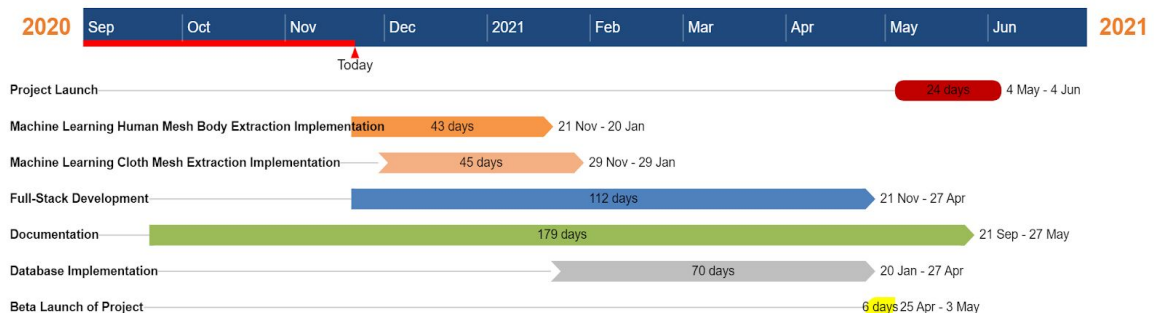 2020 Sep Oct Nov Dec 2021 Feb Mar Apr May Jun 2021
Today
Project Launch 24 days 4 May - 4 Jun
Machine Learning Human Mesh Body Extraction Implementation 43 days 21 Nov - 20 Jan
Machine Learning Cloth Mesh Extraction Implementation 45 days 29 Nov - 29 Jan
Full-Stack Development 112 days 21 Nov - 27 Apr
Documentation 179 days 21 Sep - 27 May
Database Implementation 70 days 20 Jan - 27 Apr
Beta Launch of Project 6 days 25 Apr - 3 May